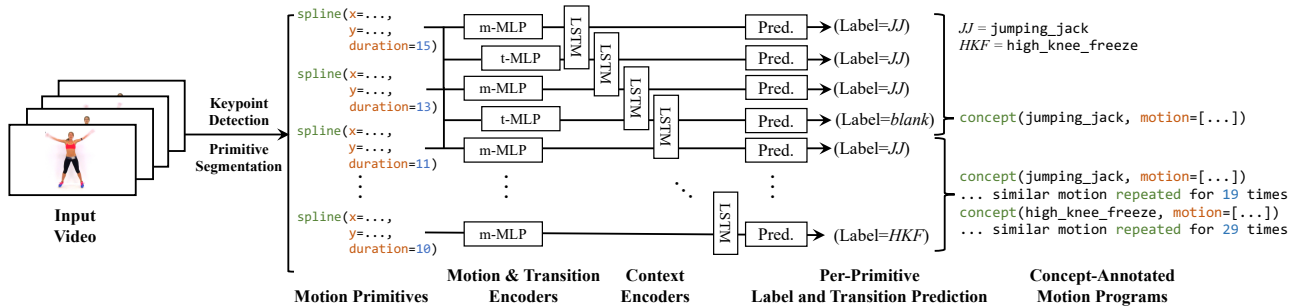 Input
Video
Keypoint
Detection
Primitive
Segmentation
spline(x=...,
y=...,
duration=15)
spline(x=...,
y=...,
duration=13)
spline(x=...,
y=...,
duration=11)
spline(x=...,
y=...,
duration=10)
Motion Primitives
m-MLP
t-MLP
m-MLP
t-MLP
m-MLP
m-MLP
Motion & Transition
Encoders
LSTM
LSTM
LSTM
LSTM
LSTM
Context
Encoders
Pred.
Pred.
Pred.
Pred.
Pred.
Pred.
(Label=JJ)
(Label=JJ)
(Label=JJ)
(Label=blank)
(Label=JJ)
(Label=HKF)
Per-Primitive
Label and Transition Prediction
JJ = jumping_jack
HKF = high_knee_freeze
concept(jumping_jack, motion=[...])
concept(jumping_jack, motion=[...])
... similar motion repeated for 19 times
concept(high_knee_freeze, motion=[...])
... similar motion repeated for 29 times
Concept-Annotated
Motion Programs